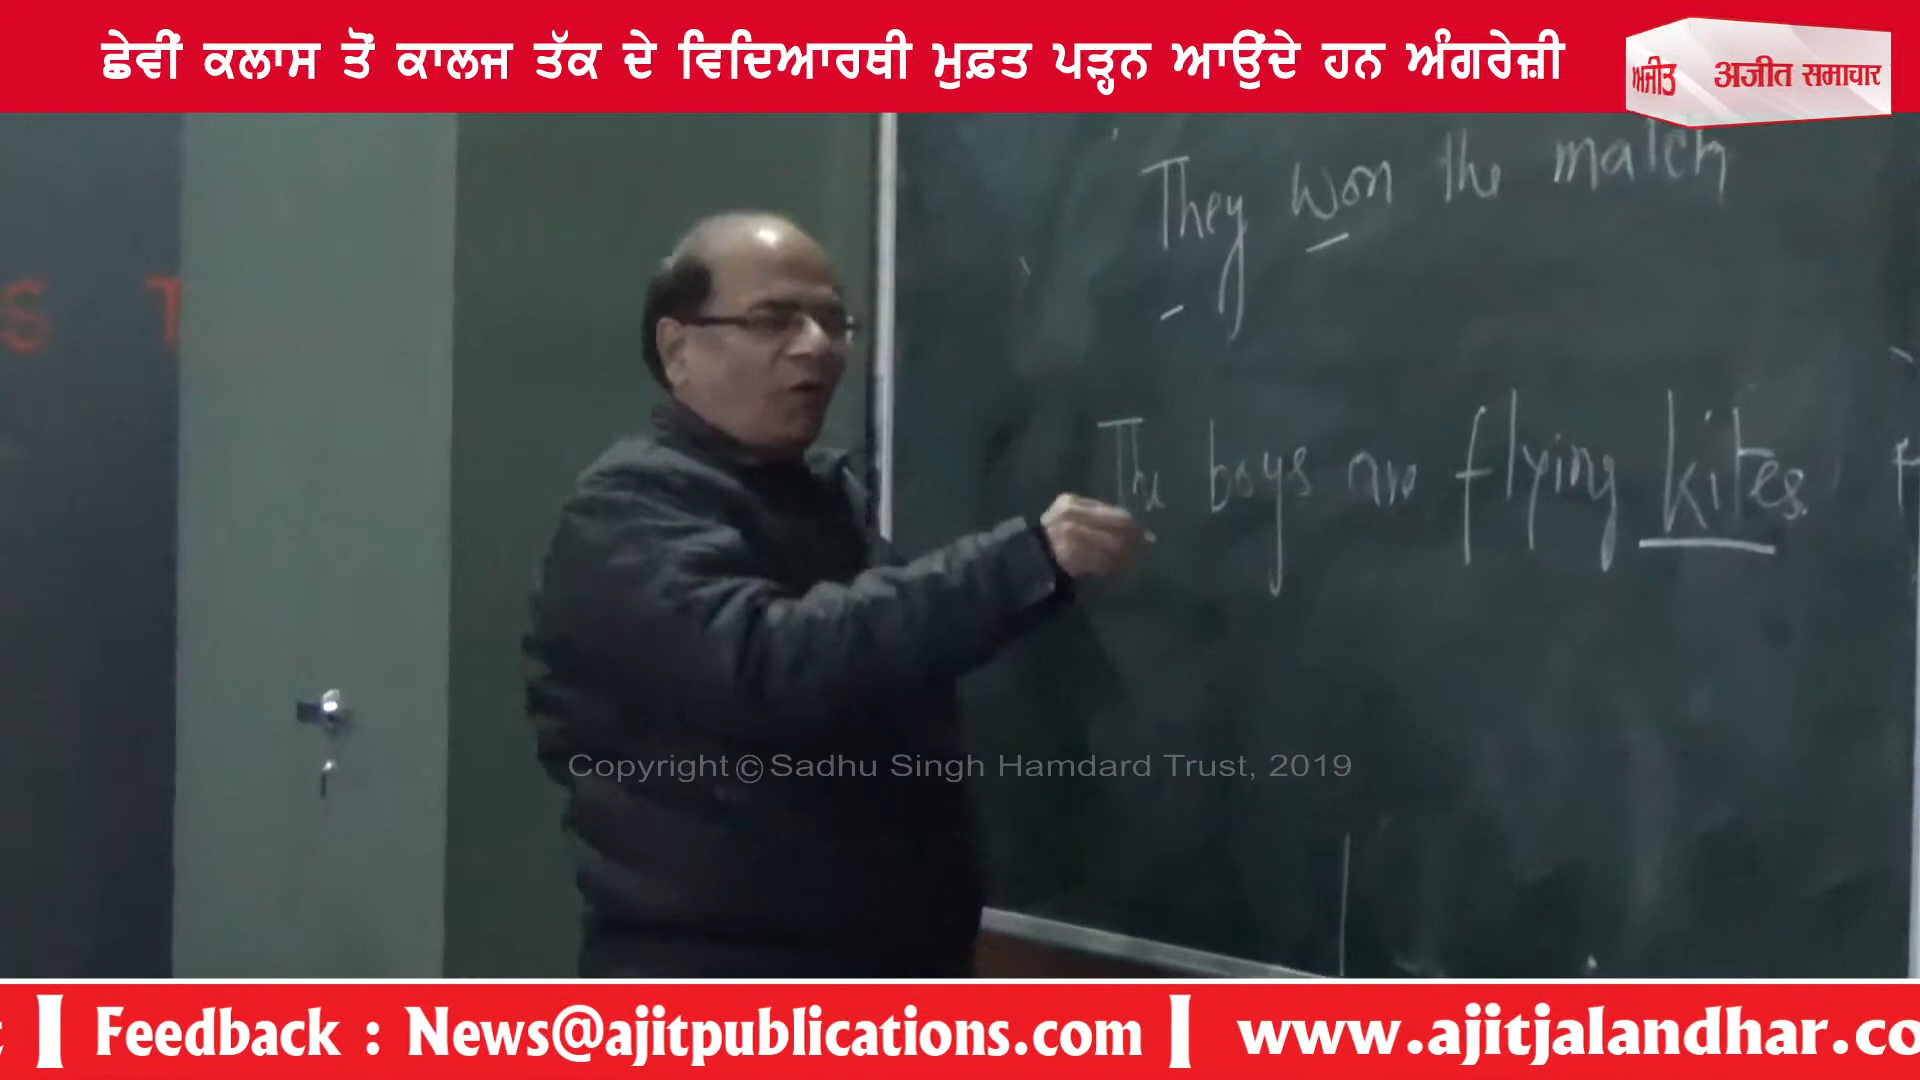 ਛੇਵੀਂ ਕਲਾਸ ਤੋਂ ਕਾਲਜ ਤੱਕ ਦੇ ਵਿਦਿਆਰਥੀ ਮੁਫ਼ਤ ਪੜ੍ਹਨ ਆਉਂਦੇ ਹਨ ਅੰਗਰੇਜ਼ੀ
ਅਜੀਤ अजीत समाचार
They won the match
S T
The boys are flying kites.
Copyright © Sadhu Singh Hamdard Trust, 2019
Feedback : News@ajitpublications.com | www.ajitjalandhar.co